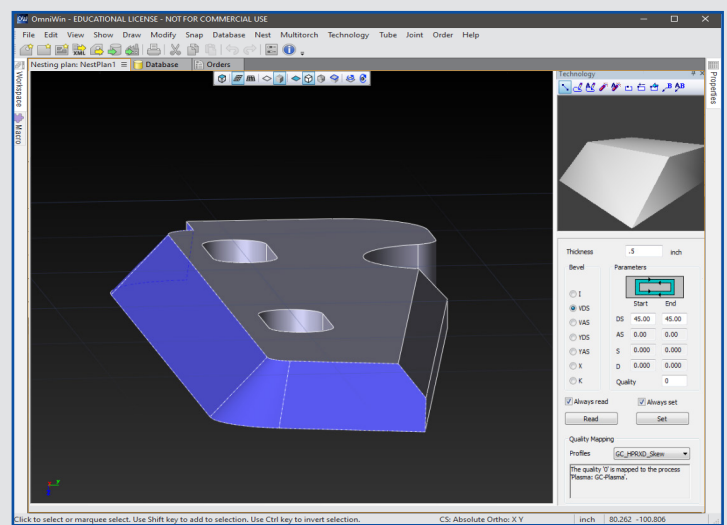 OmniWin - EDUCATIONAL LICENSE - NOT FOR COMMERCIAL USE
File Edit View Show Draw Modify Snap Database Nest Multitorch Technology Tube Joint Order Help
XML
Nesting plan: NestPlan1 Database Orders
Workspace
Macro
Technology
Properties
Thickness .5 inch
Bevel Parameters
I
VDS
VAS
YDS
YAS
X
K
Start End
DS 45.00 45.00
AS 0.00 0.00
S 0.000 0.000
D 0.000 0.000
Quality 0
Always read Always set
Read Set
Quality Mapping
Profiles GC_HPRXD_Skew
The quality '0' is mapped to the process
'Plasma: GC-Plasma'.
Click to select or marquee select. Use Shift key to add to selection. Use Ctrl key to invert selection. CS: Absolute Ortho: X Y inch 80.262 -100.806